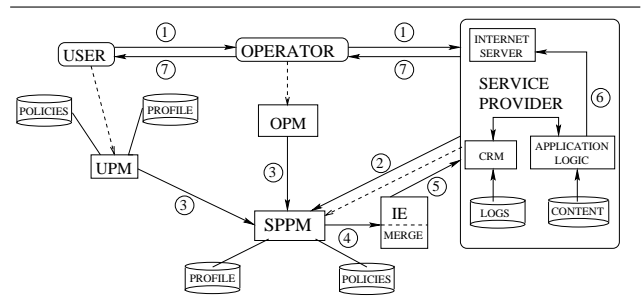 1
1
INTERNET
SERVER
USER
OPERATOR
7
7
SERVICE
PROVIDER
6
POLICIES
PROFILE
OPM
UPM
2
CRM
APPLICATION
LOGIC
3
3
5
SPPM
4
IE
MERGE
LOGS
CONTENT
PROFILE
POLICIES